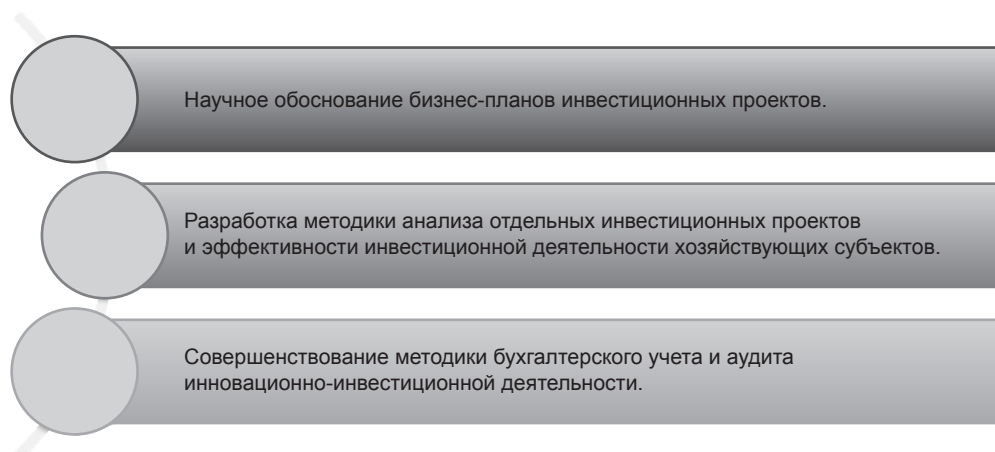 Научное обоснование бизнес-планов инвестиционных проектов.
Разработка методики анализа отдельных инвестиционных проектов
и эффективности инвестиционной деятельности хозяйствующих субъектов.
Совершенствование методики бухгалтерского учета и аудита
инновационно-инвестиционной деятельности.